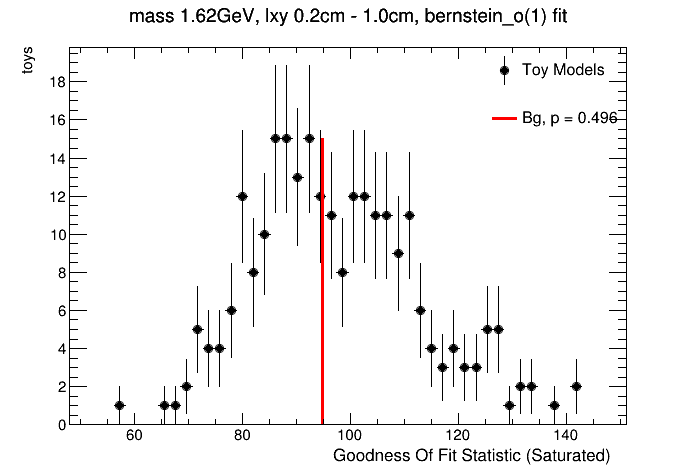 mass 1.62GeV, lxy 0.2cm - 1.0cm, bernstein_o(1) fit
toys
18
16
14
12
10
8
6
4
2
0
Toy Models
Bg, p = 0.496
60 80 100 120 140
Goodness Of Fit Statistic (Saturated)